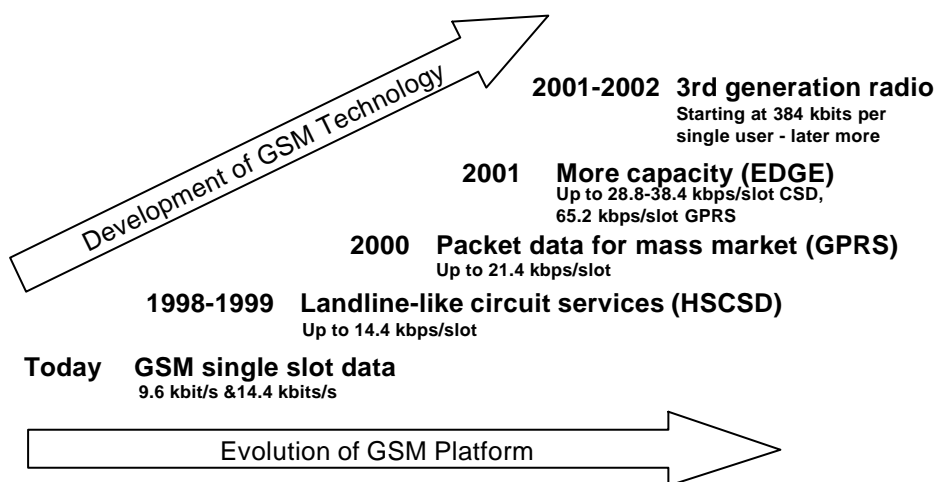 Development of GSM Technology
2001-2002 3rd generation radio
Starting at 384 kbits per
single user - later more
2001 More capacity (EDGE)
Up to 28.8-38.4 kbps/slot CSD,
65.2 kbps/slot GPRS
2000 Packet data for mass market (GPRS)
Up to 21.4 kbps/slot
1998-1999 Landline-like circuit services (HSCSD)
Up to 14.4 kbps/slot
Today GSM single slot data
9.6 kbit/s &14.4 kbits/s
Evolution of GSM Platform